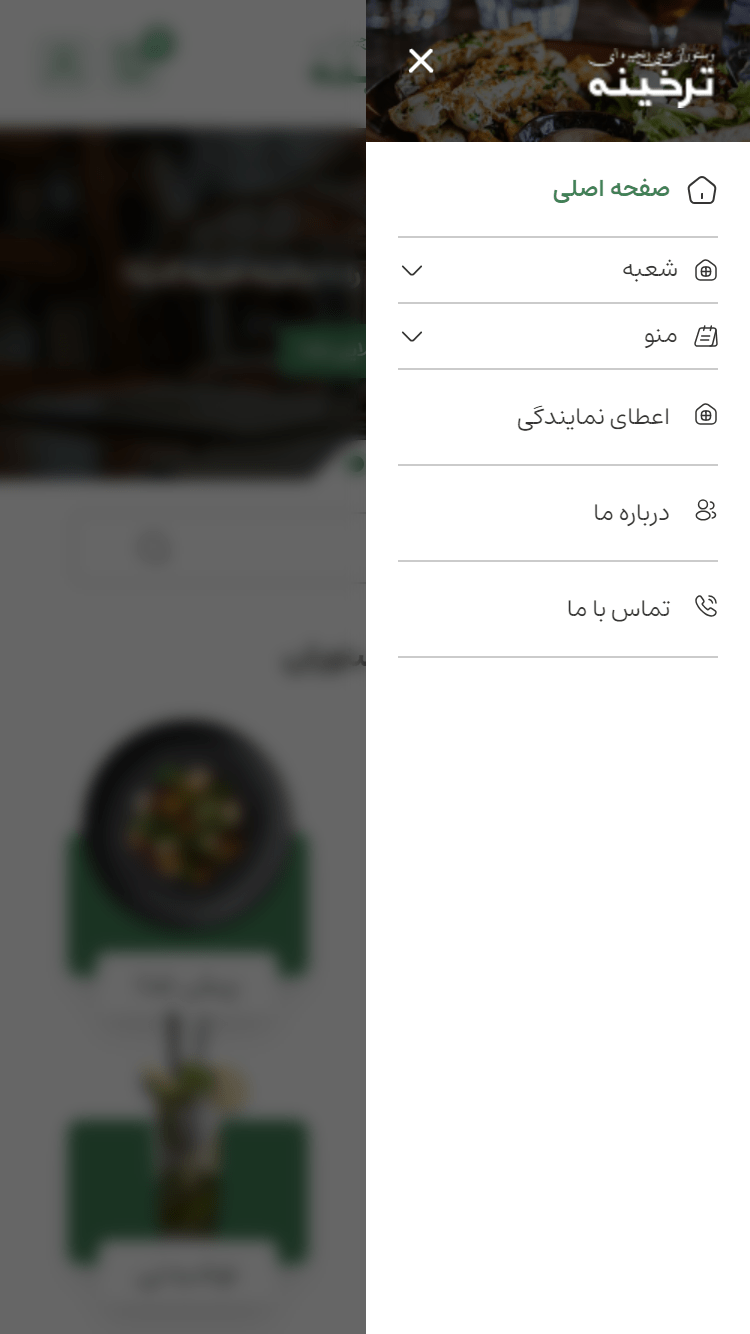 رستوران های زنجیره ای
ترخینه
صفحه اصلی
شعبه
منو
اعطای نمایندگی
درباره ما
تماس با ما